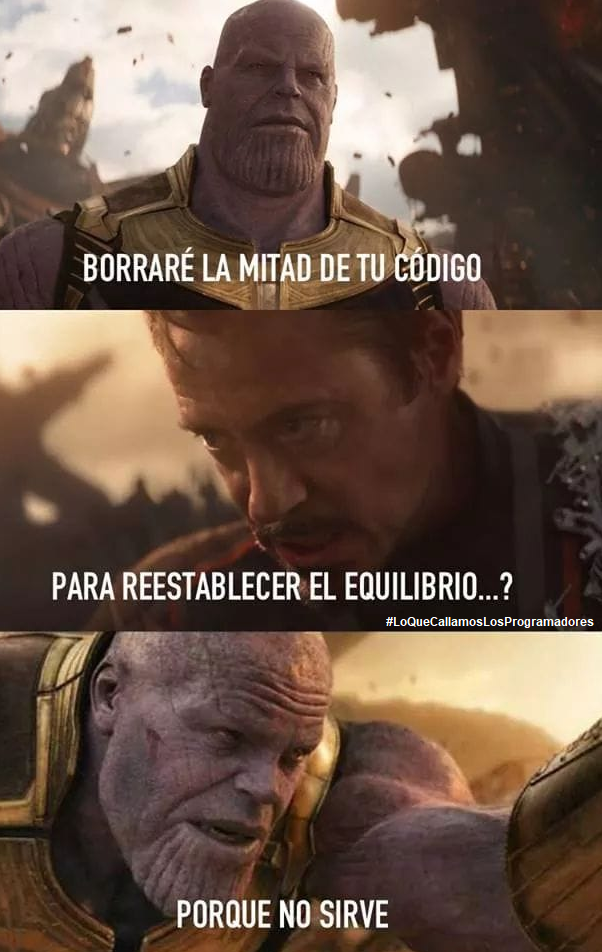 BORRARÉ LA MITAD DE TU CÓDIGO
PARA REESTABLECER EL EQUILIBRIO...?
#LoQueCallamosLosProgramadores
PORQUE NO SIRVE